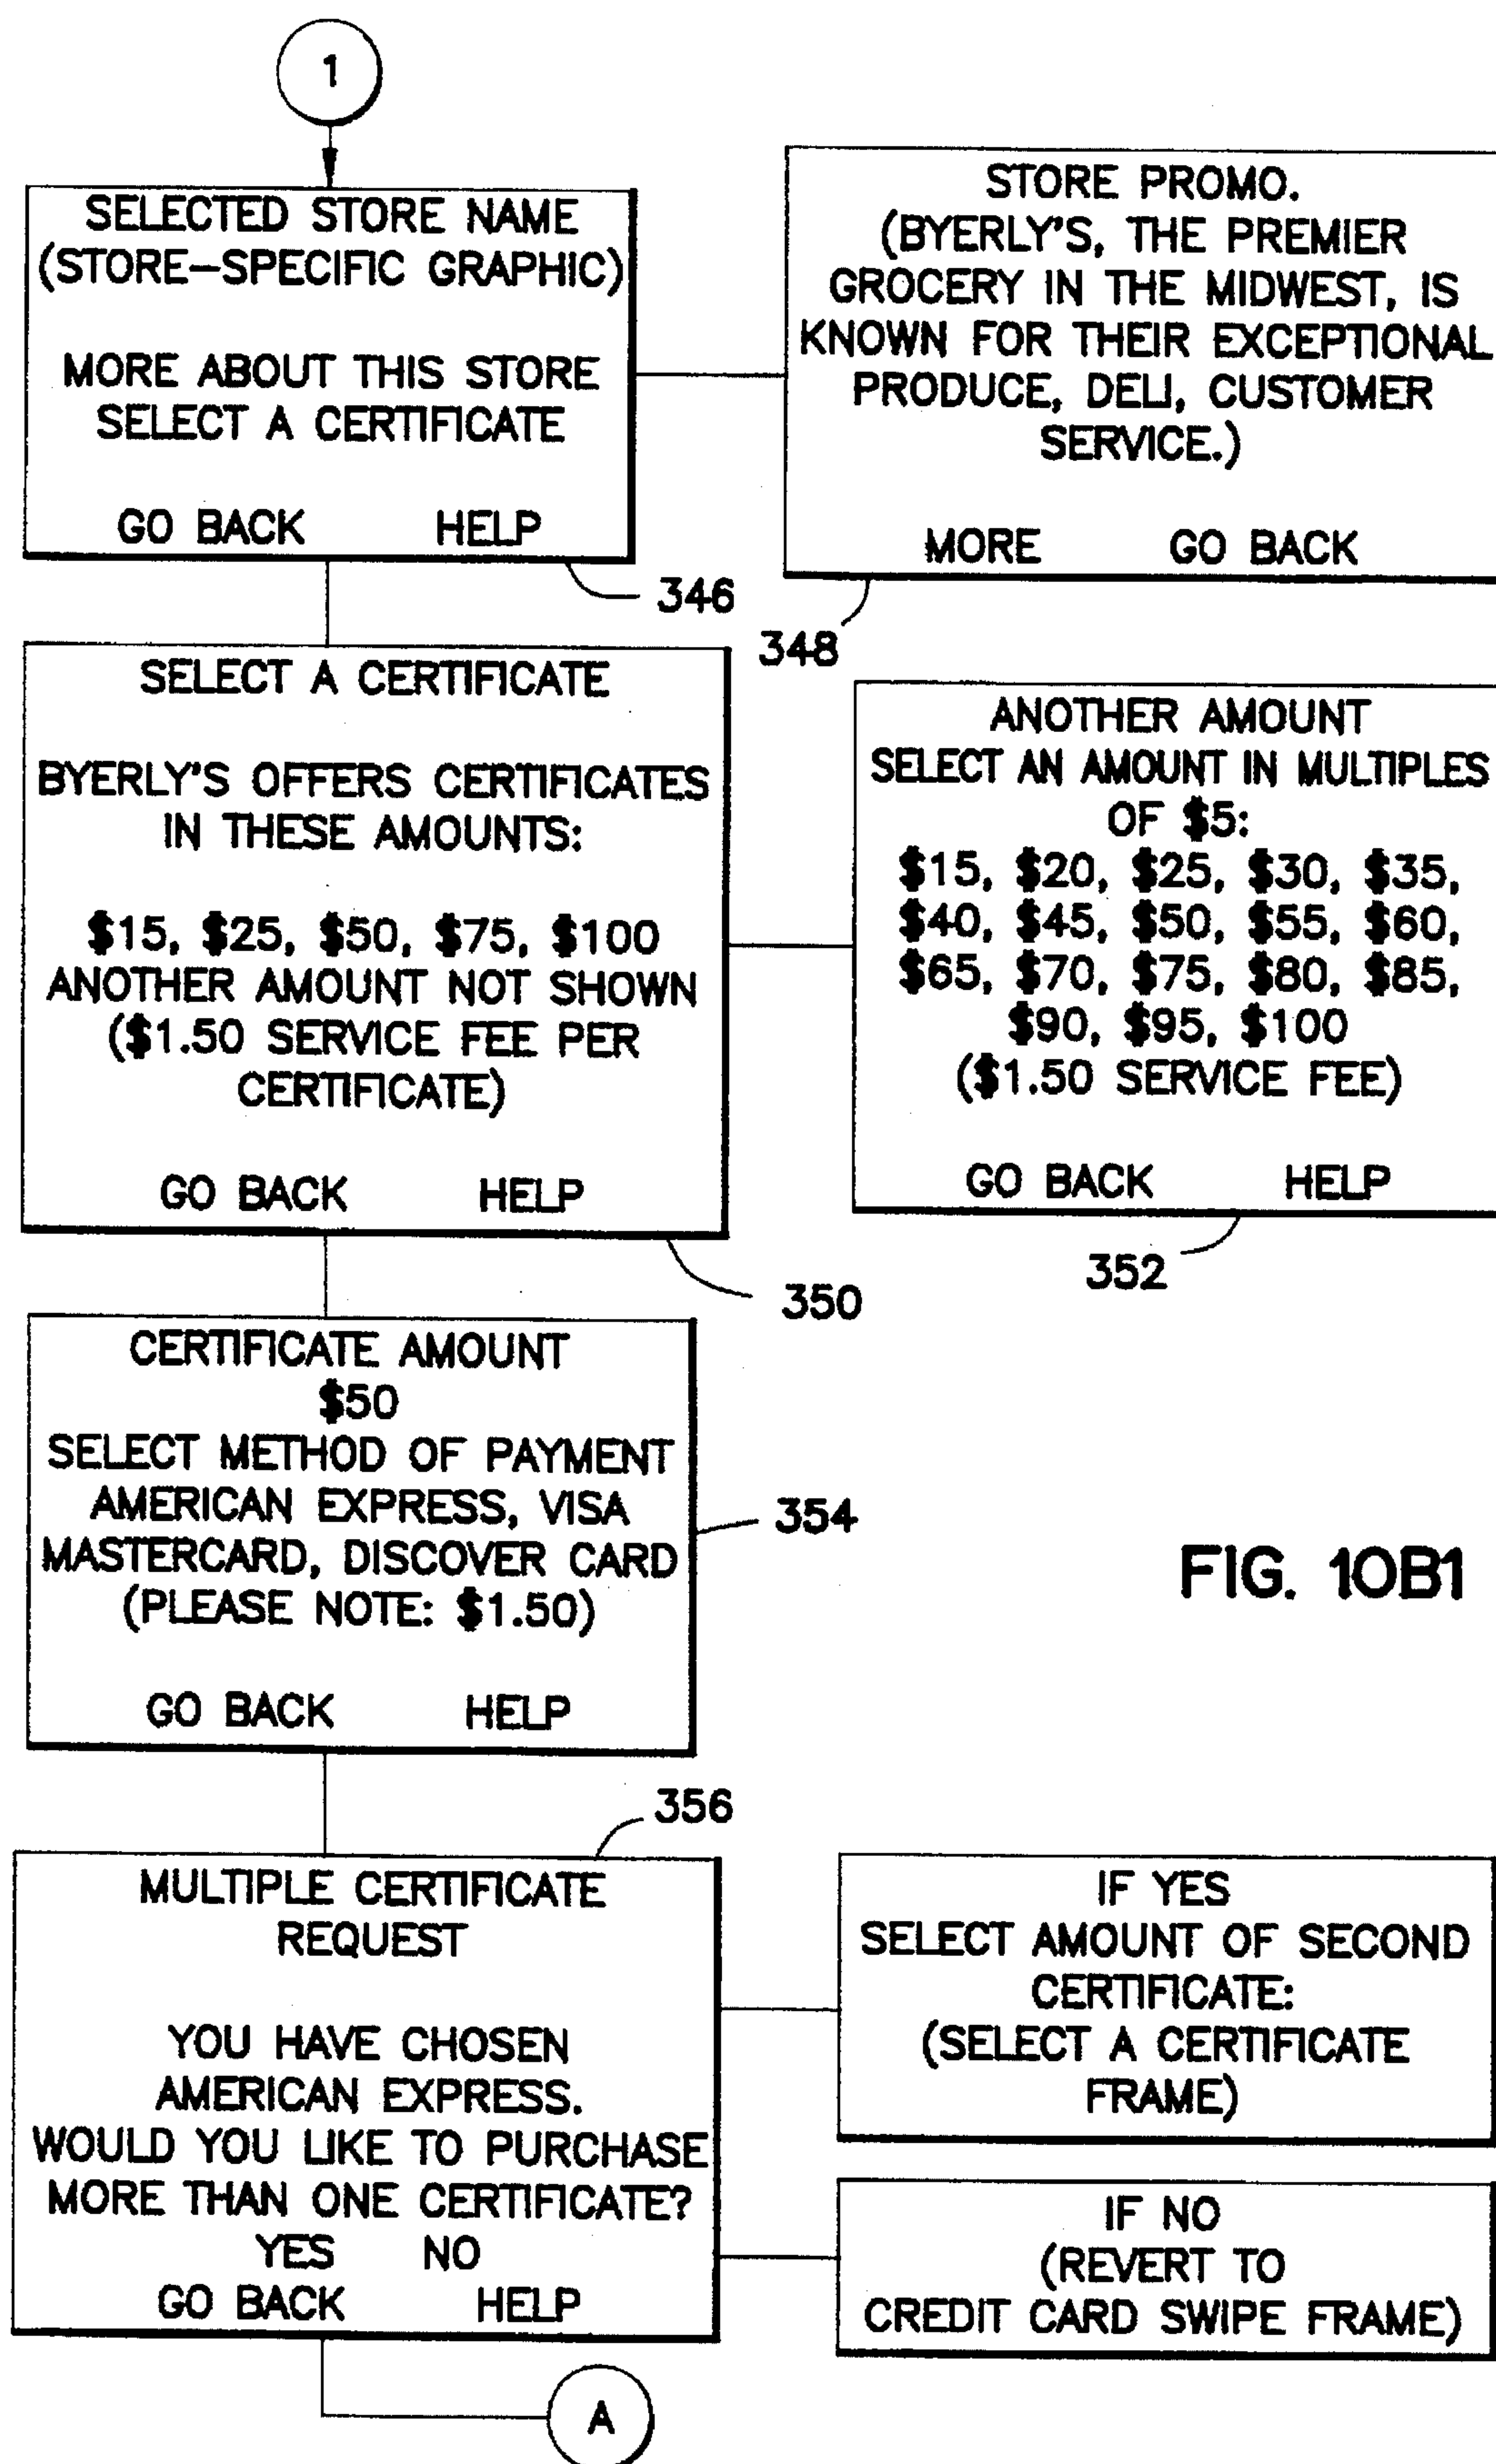 1
SELECTED STORE NAME
(STORE-SPECIFIC GRAPHIC)
MORE ABOUT THIS STORE
SELECT A CERTIFICATE
GO BACK HELP
346
STORE PROMO.
(BYERLY'S, THE PREMIER
GROCERY IN THE MIDWEST, IS
KNOWN FOR THEIR EXCEPTIONAL
PRODUCE, DELI, CUSTOMER
SERVICE.)
MORE GO BACK
348
SELECT A CERTIFICATE
BYERLY'S OFFERS CERTIFICATES
IN THESE AMOUNTS:
$15, $25, $50, $75, $100
ANOTHER AMOUNT NOT SHOWN
($1.50 SERVICE FEE PER
CERTIFICATE)
GO BACK HELP
350
ANOTHER AMOUNT
SELECT AN AMOUNT IN MULTIPLES
OF $5:
$15, $20, $25, $30, $35,
$40, $45, $50, $55, $60,
$65, $70, $75, $80, $85,
$90, $95, $100
($1.50 SERVICE FEE)
GO BACK HELP
352
CERTIFICATE AMOUNT
$50
SELECT METHOD OF PAYMENT
AMERICAN EXPRESS, VISA
MASTERCARD, DISCOVER CARD
(PLEASE NOTE: $1.50)
GO BACK HELP
354
FIG. 10B1
356
MULTIPLE CERTIFICATE
REQUEST
YOU HAVE CHOSEN
AMERICAN EXPRESS.
WOULD YOU LIKE TO PURCHASE
MORE THAN ONE CERTIFICATE?
YES NO
GO BACK HELP
IF YES
SELECT AMOUNT OF SECOND
CERTIFICATE:
(SELECT A CERTIFICATE
FRAME)
IF NO
(REVERT TO
CREDIT CARD SWIPE FRAME)
A